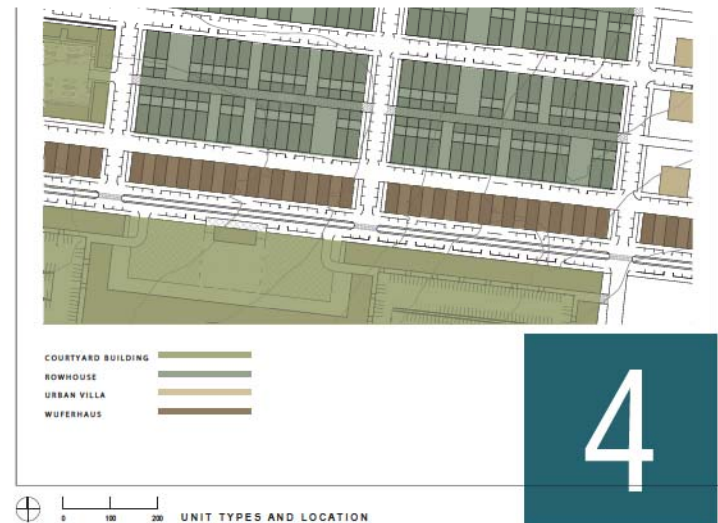 COURTYARD BUILDING
ROWHOUSE
URBAN VILLA
WUFERHAUS
4
0 100 200 UNIT TYPES AND LOCATION